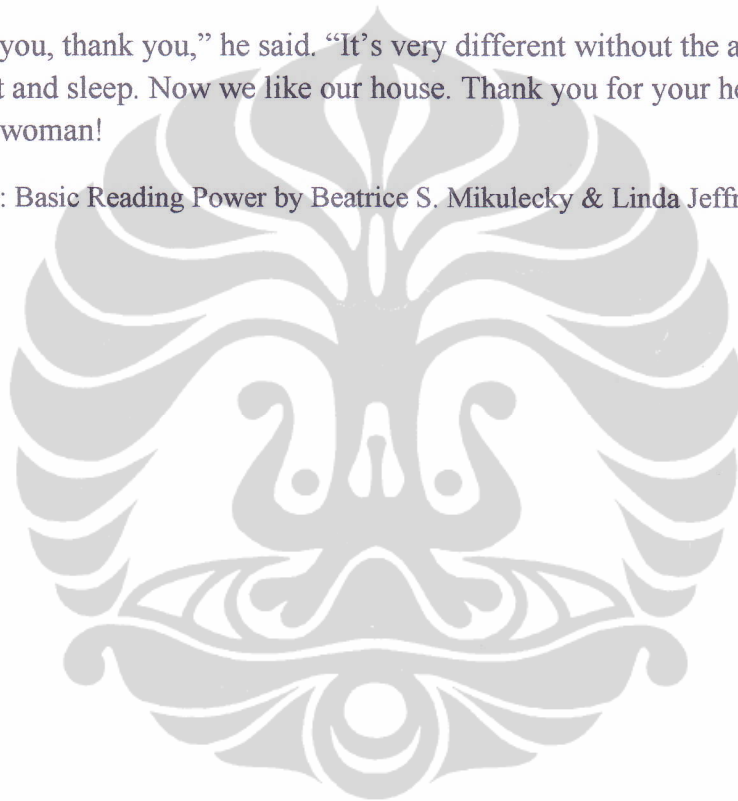 you, thank you,” he said. “It’s very different without the a
t and sleep. Now we like our house. Thank you for your he
woman!
: Basic Reading Power by Beatrice S. Mikulecky & Linda Jeffr